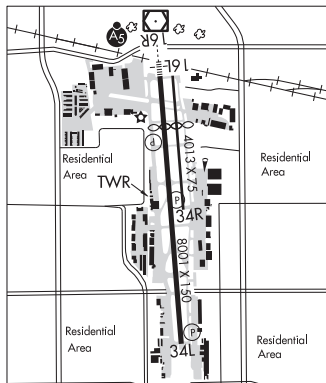 A5
16R
16L
P
4013 X 75
Residential
Area
Residential
Area
TWR
P
34R
8001 X 150
Residential
Area
Residential
Area
P
34L